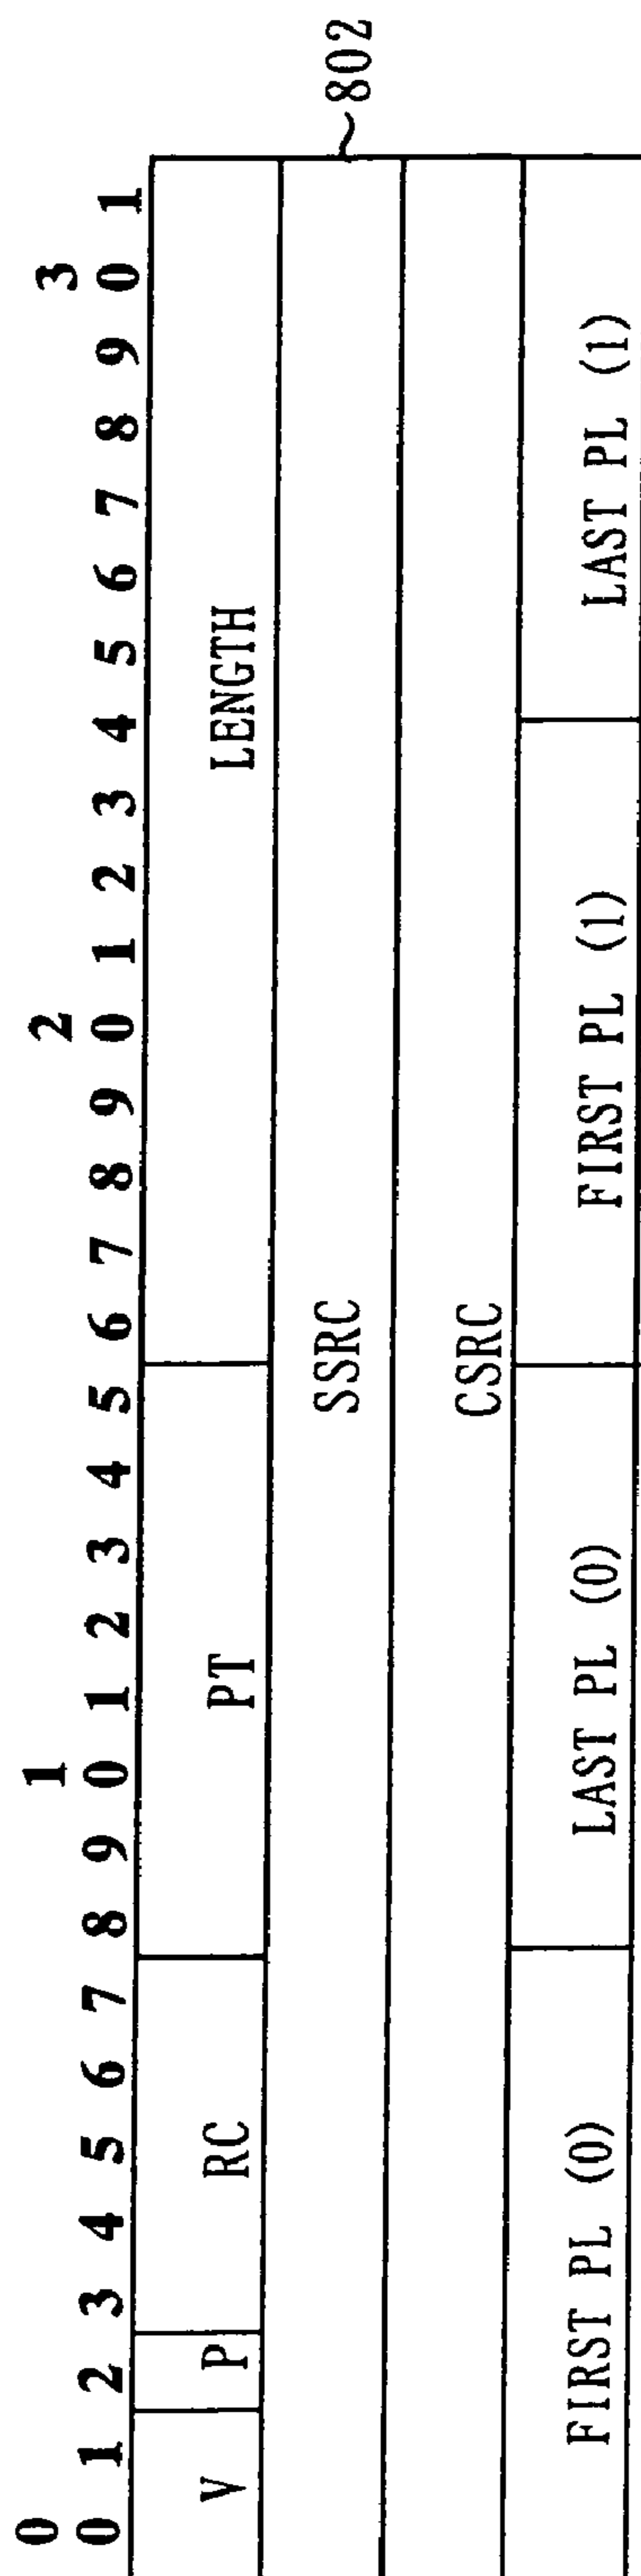 0 1 2 3
0 1 2 3 4 5 6 7 8 9 0 1 2 3 4 5 6 7 8 9 0 1 2 3 4 5 6 7 8 9 0 1
V P RC PT LENGTH
SSRC
802
CSRC
FIRST PL (0) LAST PL (0) FIRST PL (1) LAST PL (1)